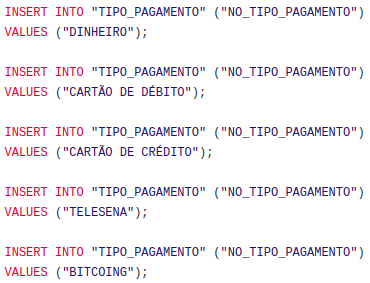 INSERT INTO "TIPO_PAGAMENTO" ("NO_TIPO_PAGAMENTO")
VALUES ("DINHEIRO");
INSERT INTO "TIPO_PAGAMENTO" ("NO_TIPO_PAGAMENTO")
VALUES ("CARTÃO DE DÉBITO");
INSERT INTO "TIPO_PAGAMENTO" ("NO_TIPO_PAGAMENTO")
VALUES ("CARTÃO DE CRÉDITO");
INSERT INTO "TIPO_PAGAMENTO" ("NO_TIPO_PAGAMENTO")
VALUES ("TELESENA");
INSERT INTO "TIPO_PAGAMENTO" ("NO_TIPO_PAGAMENTO")
VALUES ("BITCOING");